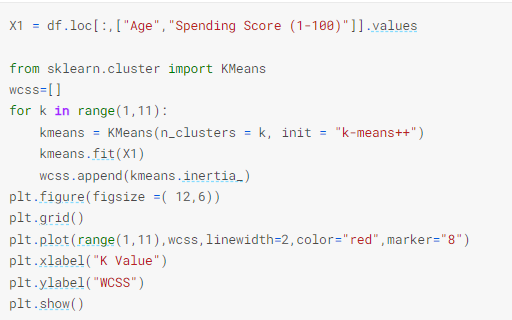 X1 = df.loc[:,["Age","Spending Score (1-100)"]].values
from sklearn.cluster import KMeans
wcss=[]
for k in range(1,11):
kmeans = KMeans(n_clusters = k, init = "k-means++")
kmeans.fit(X1)
wcss.append(kmeans.inertia_)
plt.figure(figsize =( 12,6))
plt.grid()
plt.plot(range(1,11),wcss,linewidth=2,color="red",marker="8")
plt.xlabel("K Value")
plt.ylabel("WCSS")
plt.show()